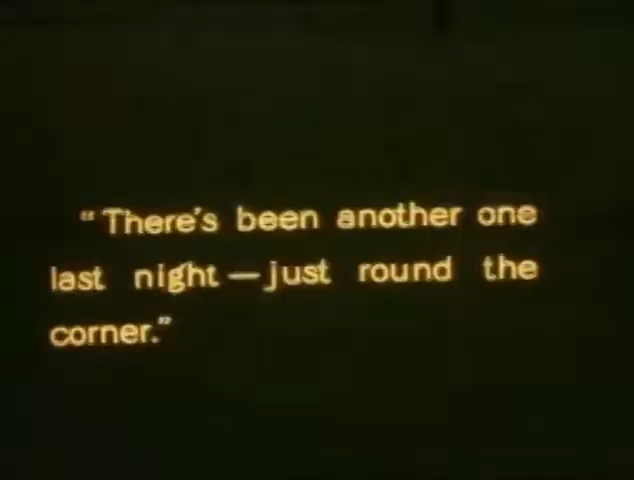 “There's been another one
last night—just round the
corner.”